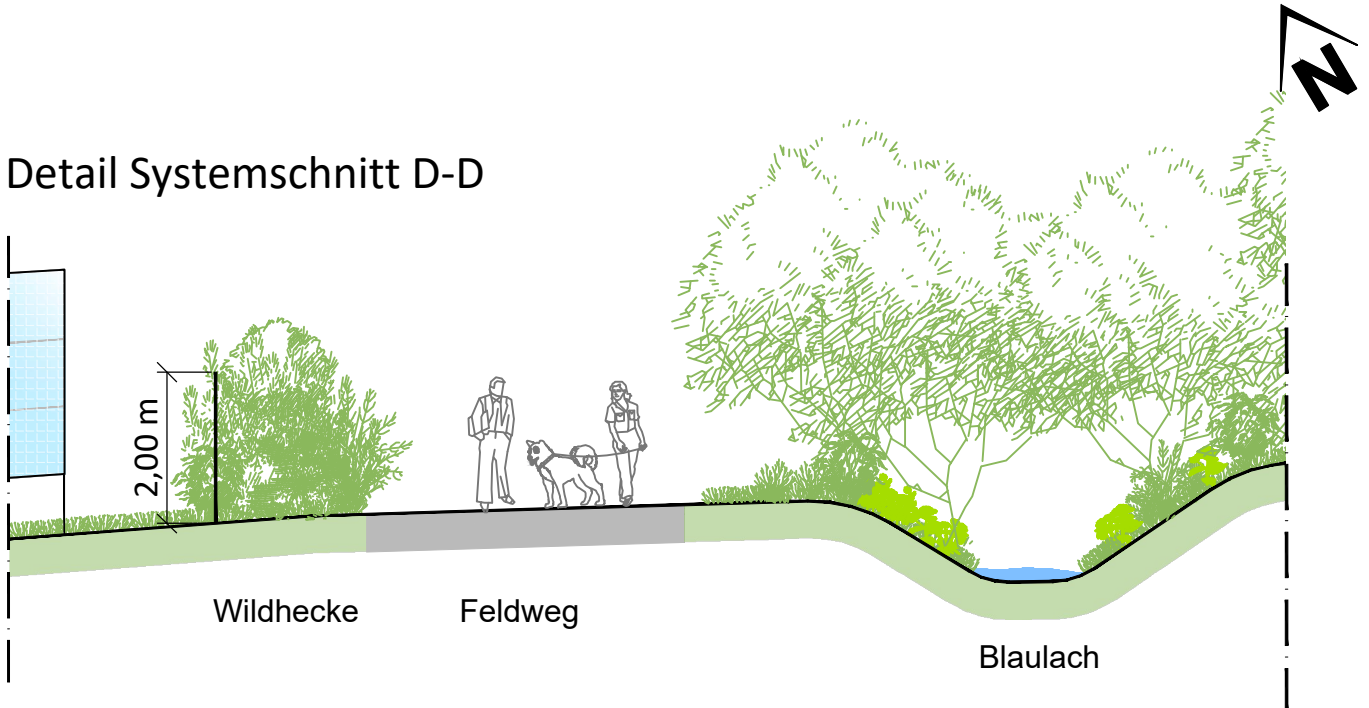 N
Detail Systemschnitt D-D
2,00 m
Wildhecke
Feldweg
Blaulach